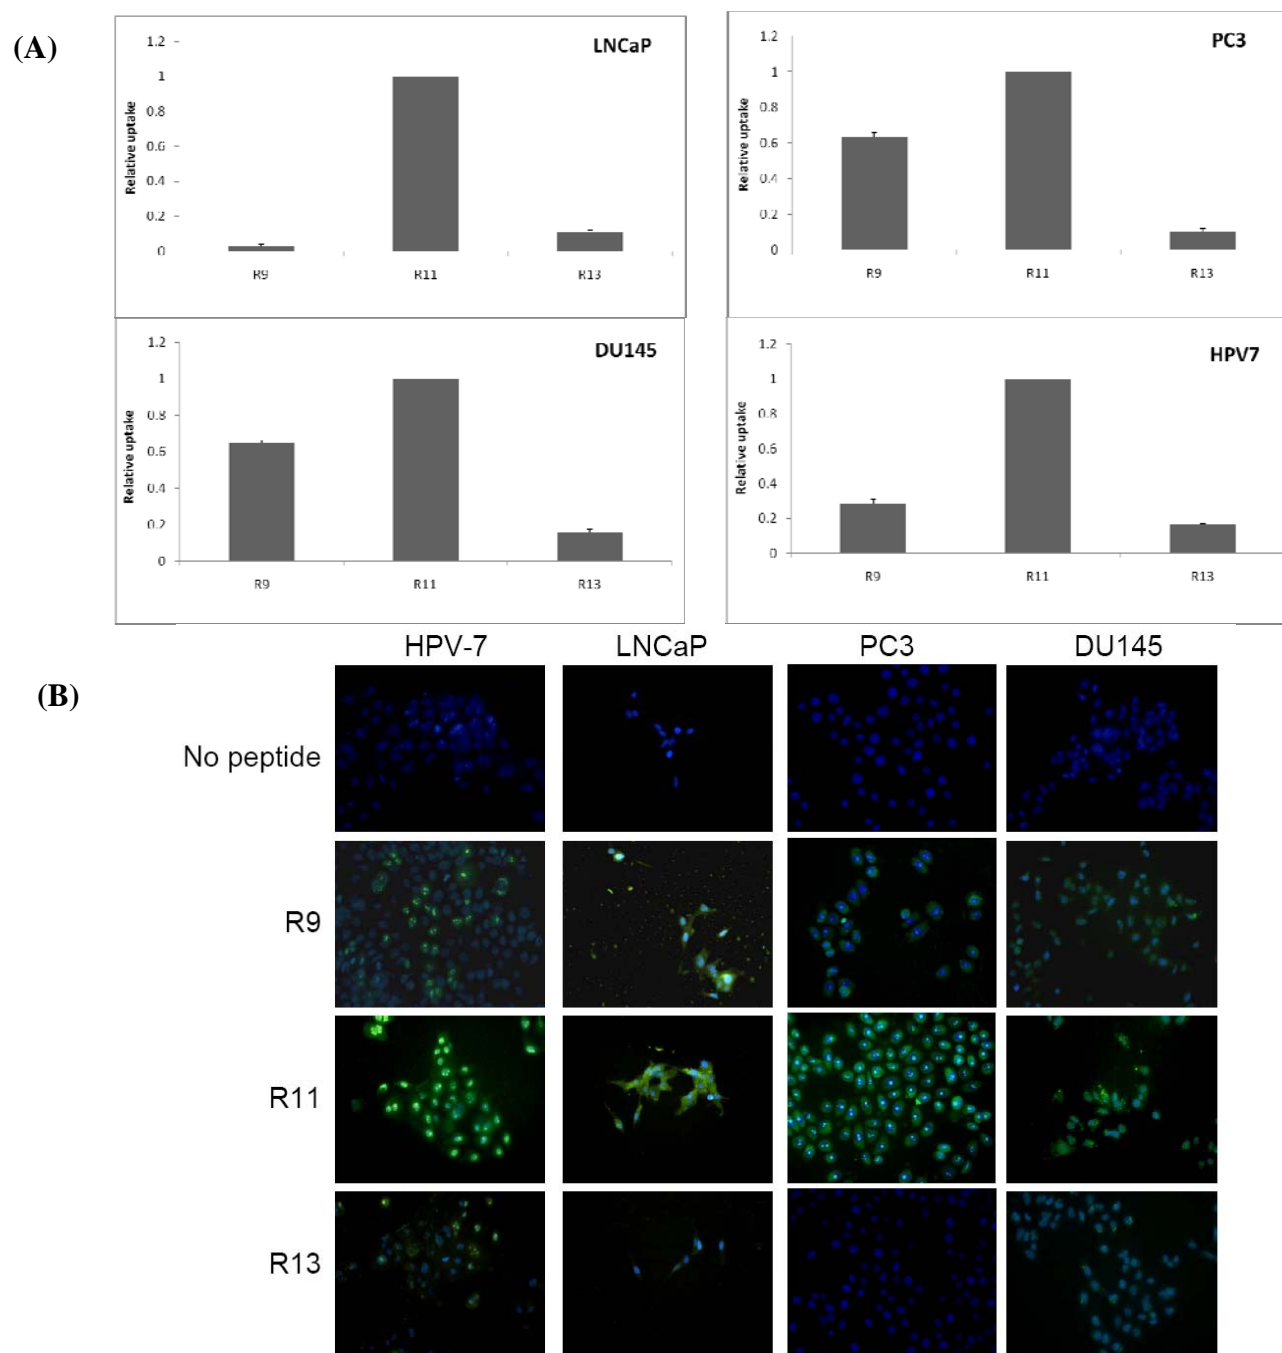 (A)
LNCaP
Relative uptake
1.2
1
0.8
0.6
0.4
0.2
0
R9
R11
R13
PC3
Relative uptake
1.2
1
0.8
0.6
0.4
0.2
0
R9
R11
R13
DU145
Relative uptake
1.2
1
0.8
0.6
0.4
0.2
0
R9
R11
R13
HPV7
Relative uptake
1.2
1
0.8
0.6
0.4
0.2
0
R9
R11
R13
(B)
HPV-7 LNCaP PC3 DU145
No peptide
R9
R11
R13